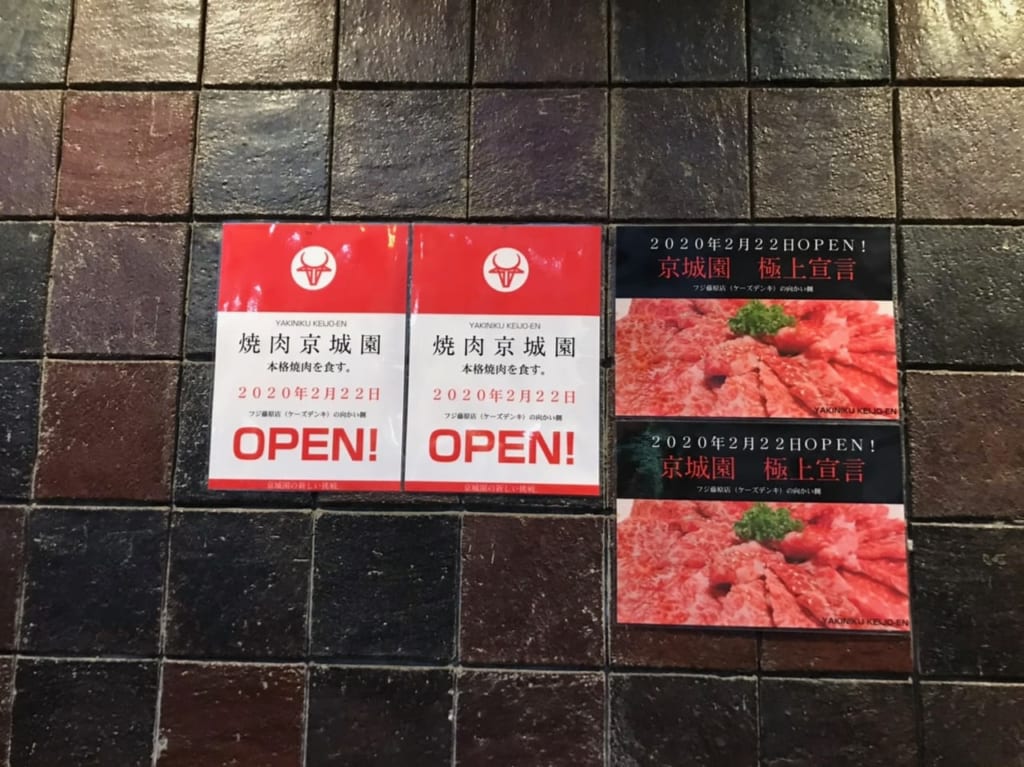 YAKINIKU KEIJO-EN
焼肉京城園
本格焼肉を食す。
2020年2月22日
フジ藤原店(ケーズデンキ)の向かい側
OPEN!
京城園の新しい挑戦
YAKINIKU KEIJO-EN
焼肉京城園
本格焼肉を食す。
2020年2月22日
フジ藤原店(ケーズデンキ)の向かい側
OPEN!
京城園の新しい挑戦
2020年2月22日OPEN!
京城園 極上宣言
フジ藤原店(ケーズデンキ)の向かい側
YAKINIKU KEIJO-EN
2020年2月22日OPEN!
京城園 極上宣言
フジ藤原店(ケーズデンキ)の向かい側
YAKINIKU KEIJO-EN